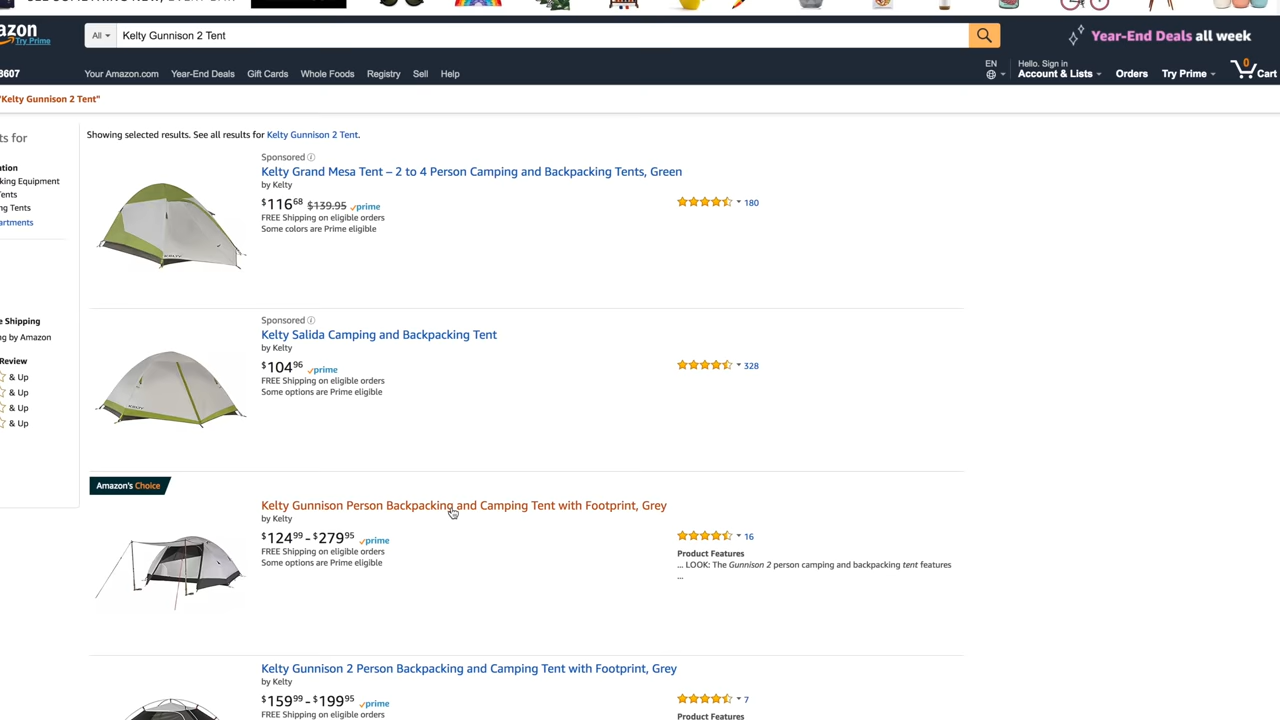 SEE SOMETHING NEW, EVERY DAY
azon
Try Prime
All
Kelty Gunnison 2 Tent
Year-End Deals all week
8607
Your Amazon.com
Year-End Deals
Gift Cards
Whole Foods
Registry
Sell
Help
EN
Hello. Sign in
Account & Lists
Orders
Try Prime
0
Cart
"Kelty Gunnison 2 Tent"
ts for
Showing selected results. See all results for Kelty Gunnison 2 Tent.
ation
king Equipment
Tents
ng Tents
artments
e Shipping
ng by Amazon
Review
& Up
& Up
& Up
& Up
Sponsored
Kelty Grand Mesa Tent – 2 to 4 Person Camping and Backpacking Tents, Green
by Kelty
$116 68 $139.95 prime
FREE Shipping on eligible orders
Some colors are Prime eligible
180
Sponsored
Kelty Salida Camping and Backpacking Tent
by Kelty
$104 96 prime
FREE Shipping on eligible orders
Some options are Prime eligible
328
Amazon's Choice
Kelty Gunnison Person Backpacking and Camping Tent with Footprint, Grey
by Kelty
$124 99 - $279 95 prime
FREE Shipping on eligible orders
Some options are Prime eligible
16
Product Features
... LOOK: The Gunnison 2 person camping and backpacking tent features
...
Kelty Gunnison 2 Person Backpacking and Camping Tent with Footprint, Grey
by Kelty
$159 99 - $199 95 prime
FREE Shipping on eligible orders
7
Product Features
KELTY
KELTY